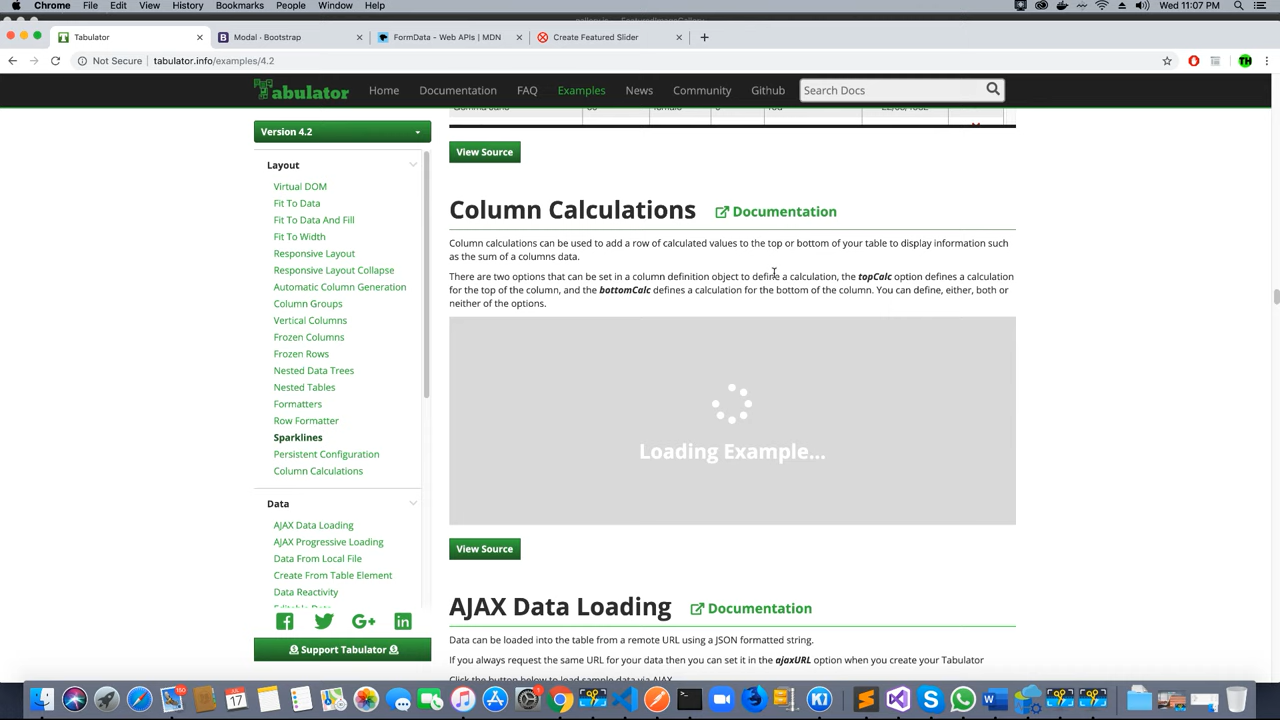 Chrome File Edit View History Bookmarks People Window Help
Wed 11:07 PM
Tabulator
Modal · Bootstrap
FormData - Web APIs | MDN
Create Featured Slider
Not Secure tabulator.info/examples/4.2
TH
Tabulator
Home Documentation FAQ Examples News Community Github
Search Docs
Version 4.2
Layout
Virtual DOM
Fit To Data
Fit To Data And Fill
Fit To Width
Responsive Layout
Responsive Layout Collapse
Automatic Column Generation
Column Groups
Vertical Columns
Frozen Columns
Frozen Rows
Nested Data Trees
Nested Tables
Formatters
Row Formatter
Sparklines
Persistent Configuration
Column Calculations
Data
AJAX Data Loading
AJAX Progressive Loading
Data From Local File
Create From Table Element
Data Reactivity
Support Tabulator
View Source
Column Calculations Documentation
Column calculations can be used to add a row of calculated values to the top or bottom of your table to display information such
as the sum of a columns data.
There are two options that can be set in a column definition object to define a calculation, the topCalc option defines a calculation
for the top of the column, and the bottomCalc defines a calculation for the bottom of the column. You can define, either, both or
neither of the options.
Loading Example...
View Source
AJAX Data Loading Documentation
Data can be loaded into the table from a remote URL using a JSON formatted string.
If you always request the same URL for your data then you can set it in the ajaxURL option when you create your Tabulator
Click the button below to load sample data via AJAX.